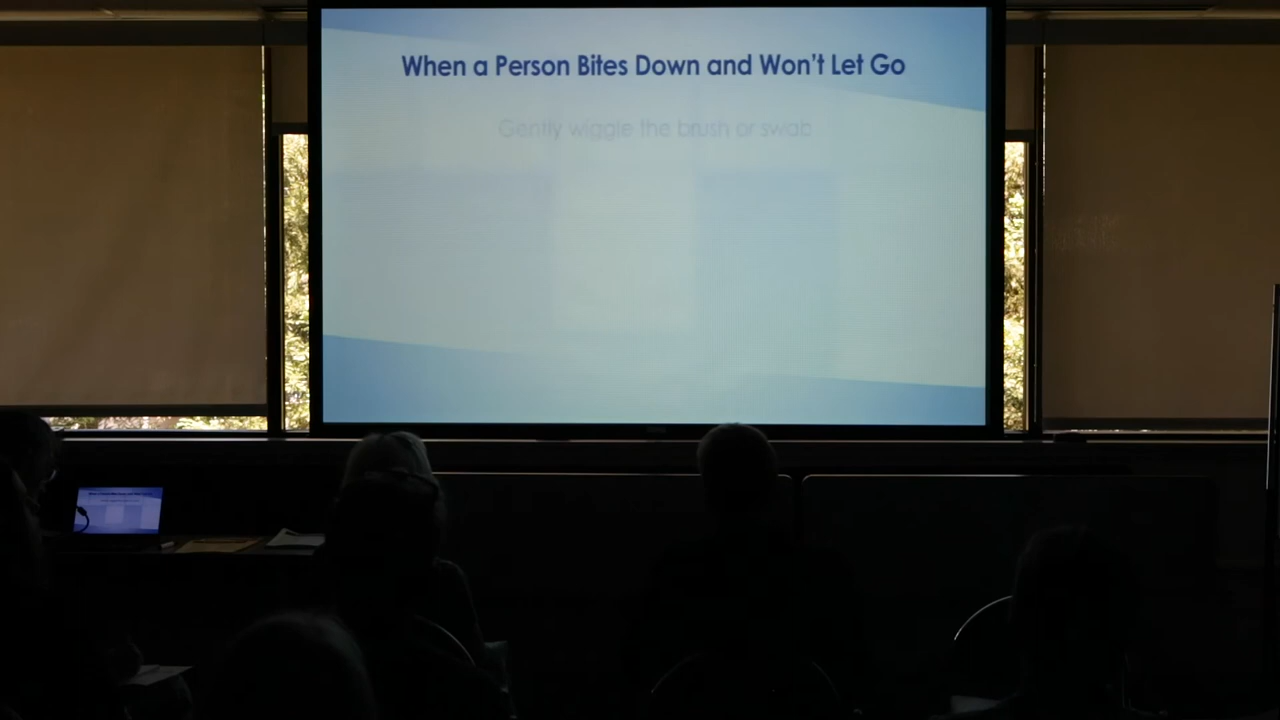 When a Person Bites Down and Won't Let Go
Gently wiggle the brush or swab